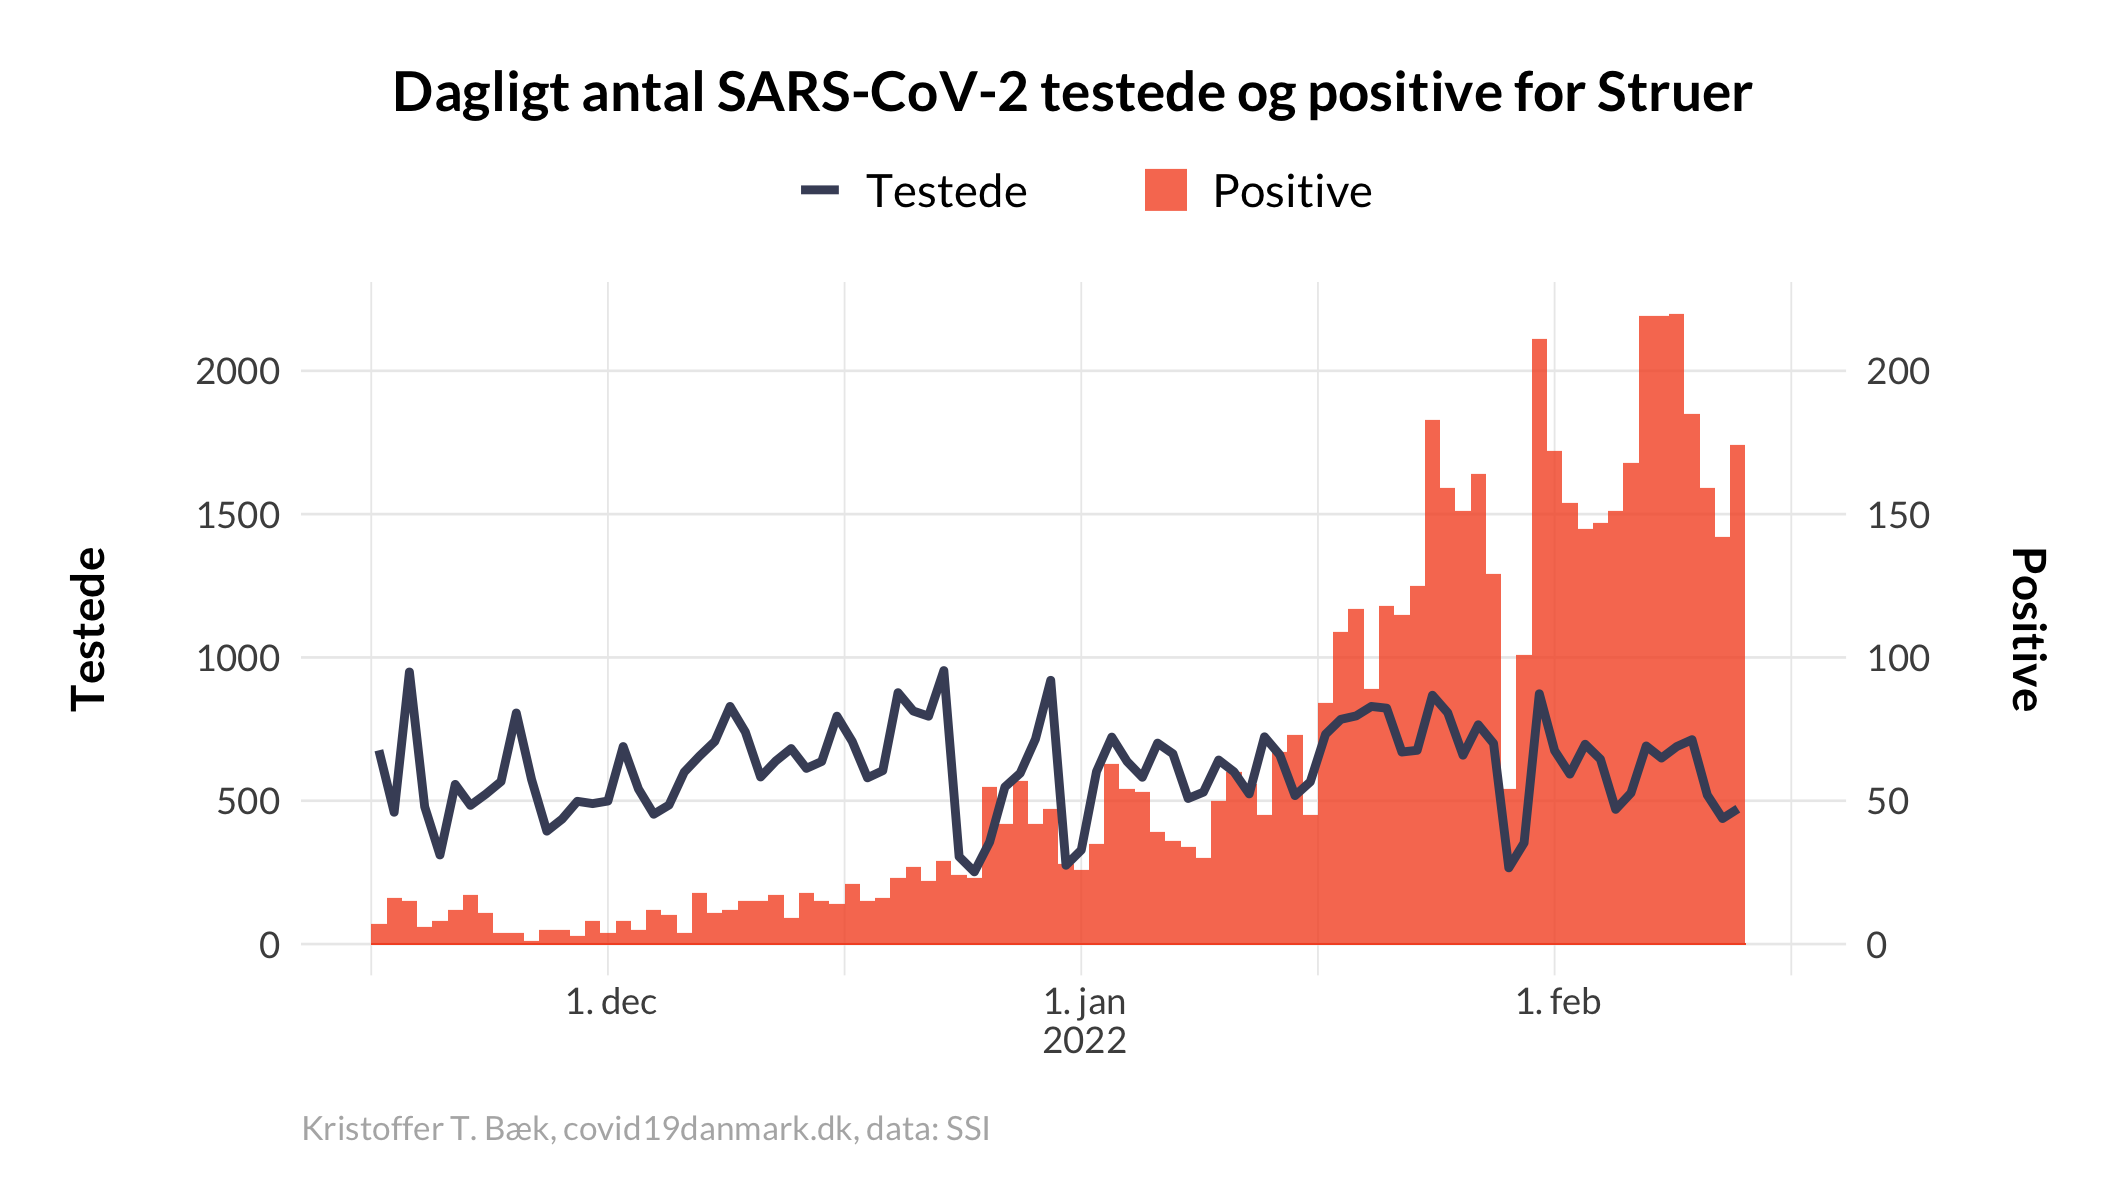 Dagligt antal SARS-CoV-2 testede og positive for Struer
Testede
Positive
2000
1500
1000
500
0
200
150
100
50
0
Testede
Positive
1. dec
1. jan
2022
1. feb
Kristoffer T. Bæk, covid19danmark.dk, data: SSI